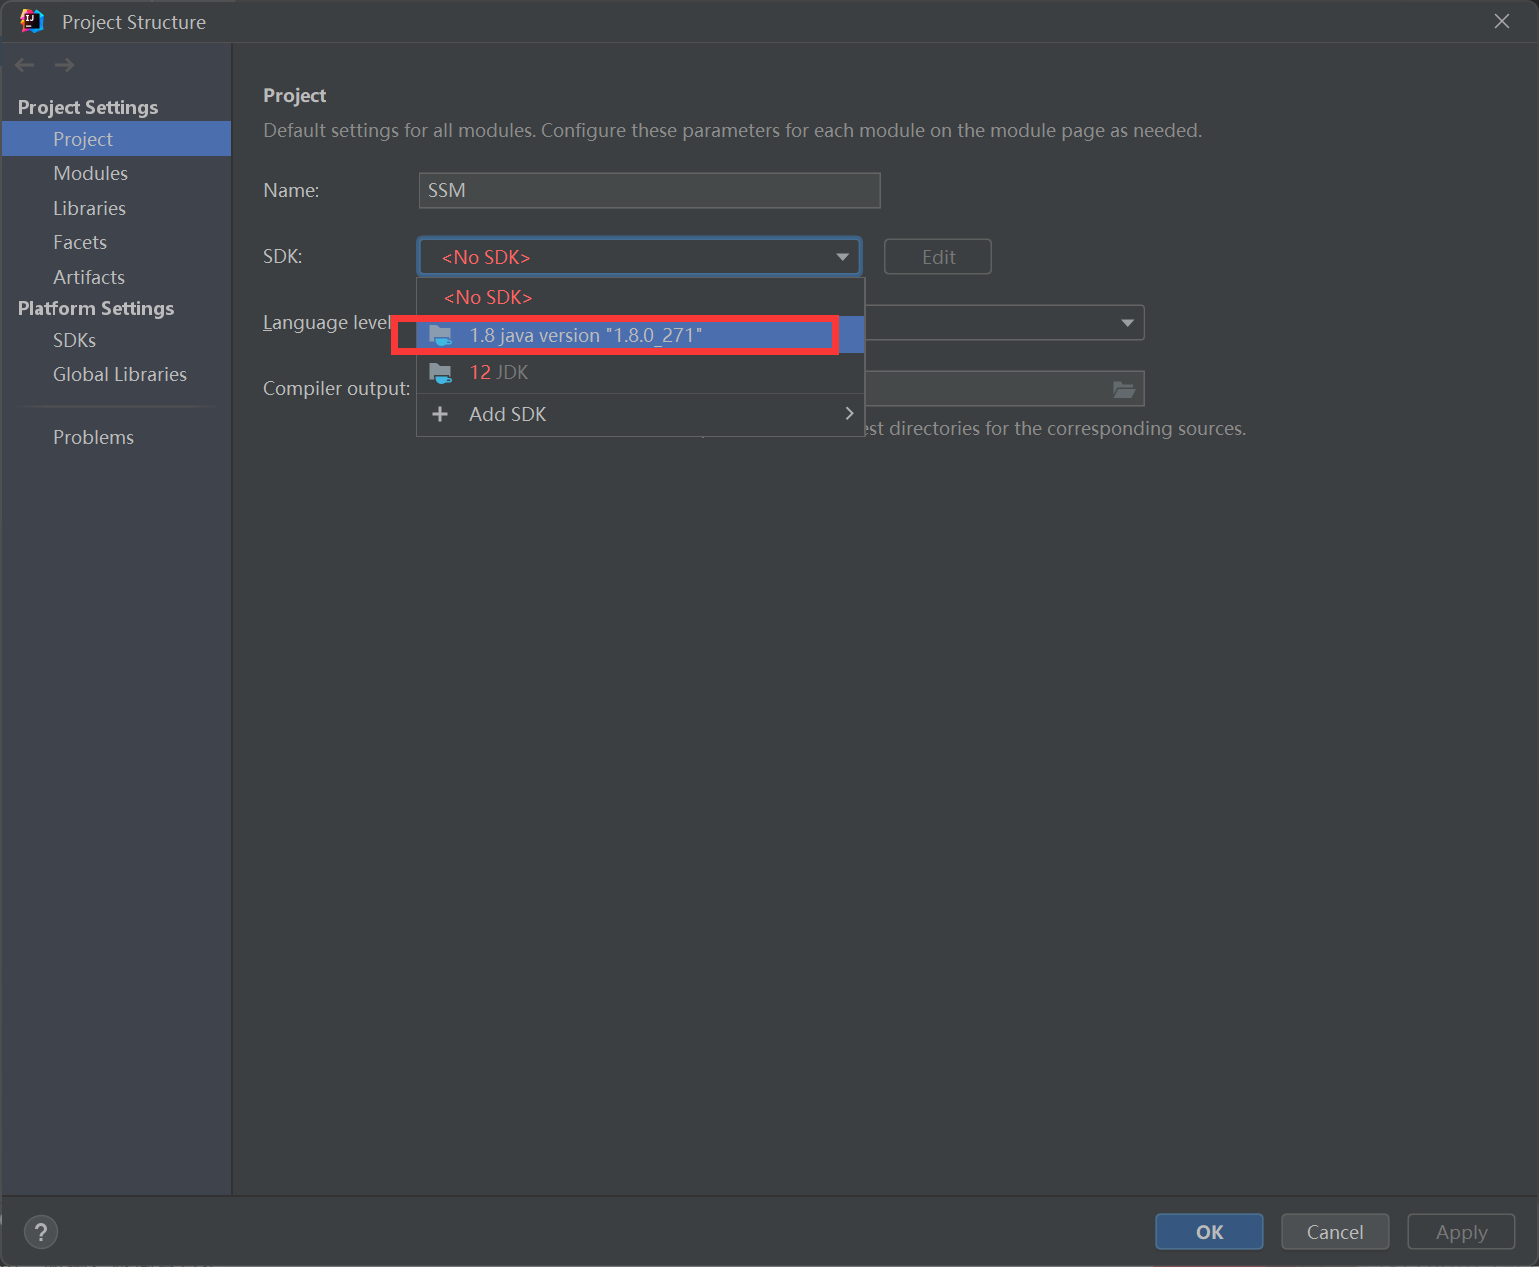 Project Structure
Project Settings
Project
Modules
Libraries
Facets
Artifacts
Platform Settings
SDKs
Global Libraries
Problems
Project
Default settings for all modules. Configure these parameters for each module on the module page as needed.
Name:
SSM
SDK:
<No SDK>
Edit
<No SDK>
Language level
1.8 java version "1.8.0_271"
12 JDK
Compiler output:
Add SDK
directories for the corresponding sources.
?
OK
Cancel
Apply